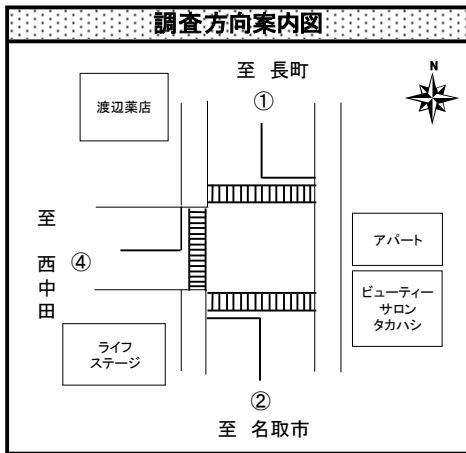 調査方向案内図
至 長町
①
N
渡辺薬店
至 西中田
④
アパート
ビューティー
サロン
タカハシ
ライフ
ステージ
②
至 名取市